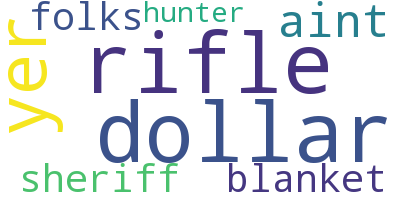 folks hunter aint
yer rifle
dollar
sheriff blanket